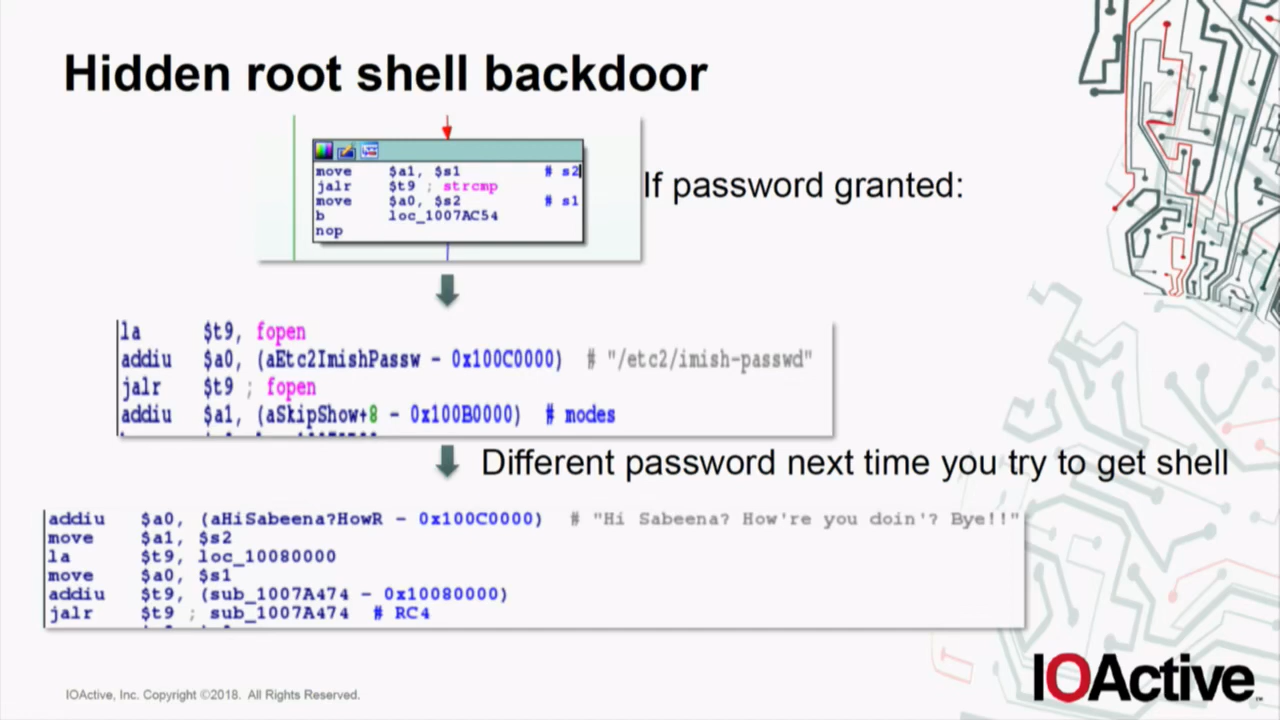 Hidden root shell backdoor
move $a1, $s1 # s2
jalr $t9 ; strcmp
move $a0, $s2 # s1
b loc_1007AC54
nop
If password granted:
la $t9, fopen
addiu $a0, (aEtc2ImishPassw - 0x100C0000) # "/etc2/imish-passwd"
jalr $t9 ; fopen
addiu $a1, (aSkipShow+8 - 0x100B0000) # modes
Different password next time you try to get shell
addiu $a0, (aHiSabeena?HowR - 0x100C0000) # "Hi Sabeena? How're you doin'? Bye!!"
move $a1, $s2
la $t9, loc_10080000
move $a0, $s1
addiu $t9, (sub_1007A474 - 0x10080000)
jalr $t9 ; sub_1007A474 # RC4
IOActive, Inc. Copyright ©2018. All Rights Reserved.
IOActive™